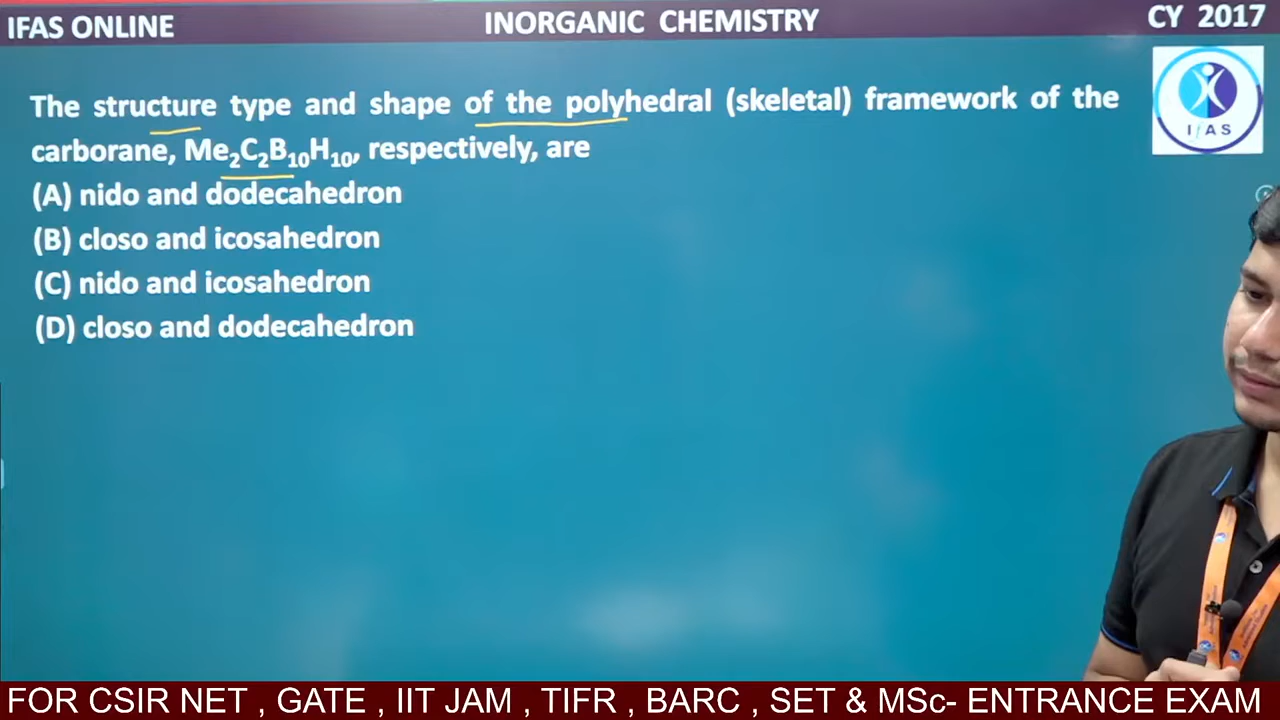 IFAS ONLINE
INORGANIC CHEMISTRY
CY 2017
The structure type and shape of the polyhedral (skeletal) framework of the
carborane, Me₂C₂B₁₀H₁₀, respectively, are
(A) nido and dodecahedron
(B) closo and icosahedron
(C) nido and icosahedron
(D) closo and dodecahedron
IfAS
FOR CSIR NET , GATE , IIT JAM , TIFR , BARC , SET & MSc- ENTRANCE EXAM